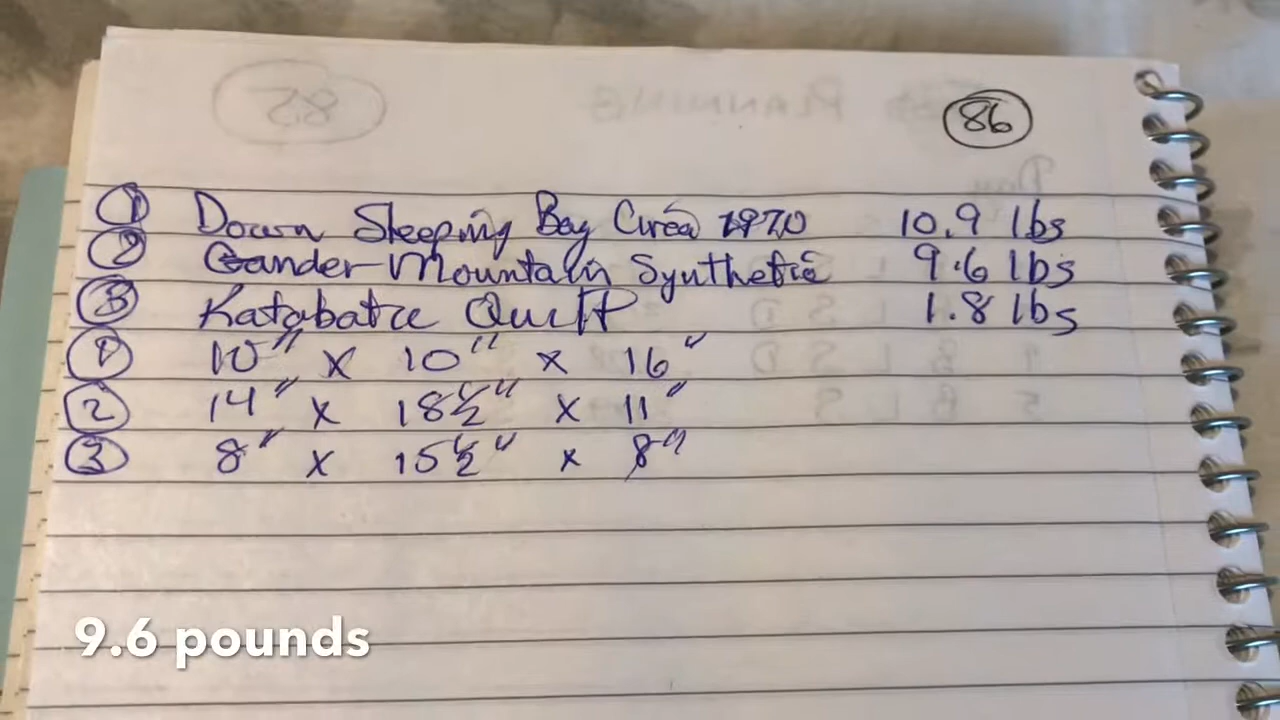 86
① Down Sleeping Bag Circa 1970 10.9 lbs
② Gander Mountain Synthetic 9.6 lbs
③ Katabatic Quilt 1.8 lbs
① 10" x 10" x 16"
② 14" x 18½" x 11"
③ 8" x 15½" x 8"
9.6 pounds